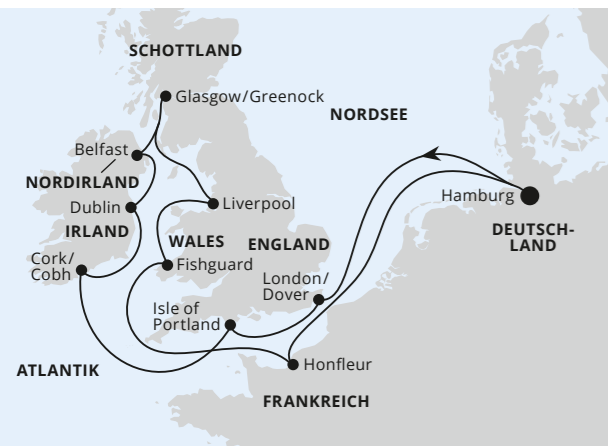 SCHOTTLAND
Glasgow/Greenock
NORDSEE
Belfast
NORDIRLAND
Hamburg
Dublin
Liverpool
IRLAND
DEUTSCH-
LAND
WALES
ENGLAND
Cork/
Cobh
Fishguard
London/
Dover
Isle of
Portland
Honfleur
ATLANTIK
FRANKREICH